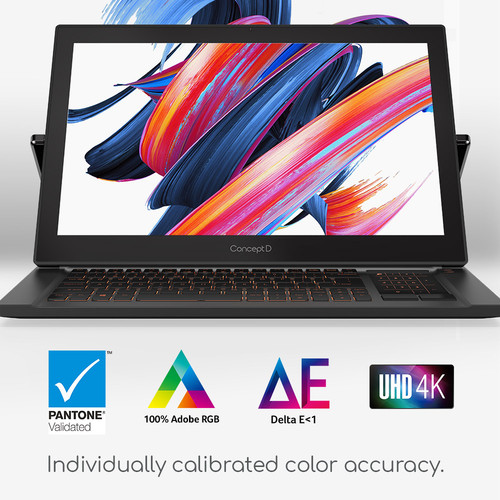 ConceptD
PANTONE®
Validated
™
100% Adobe RGB
ΔE
Delta E<1
UHD 4K
Individually calibrated color accuracy.